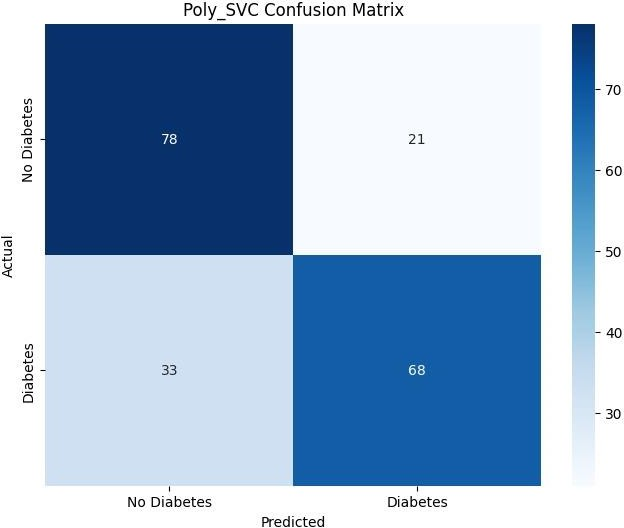 Poly_SVC Confusion Matrix
Actual
No Diabetes
78
21
Diabetes
33
68
No Diabetes
Diabetes
Predicted
70
60
50
40
30